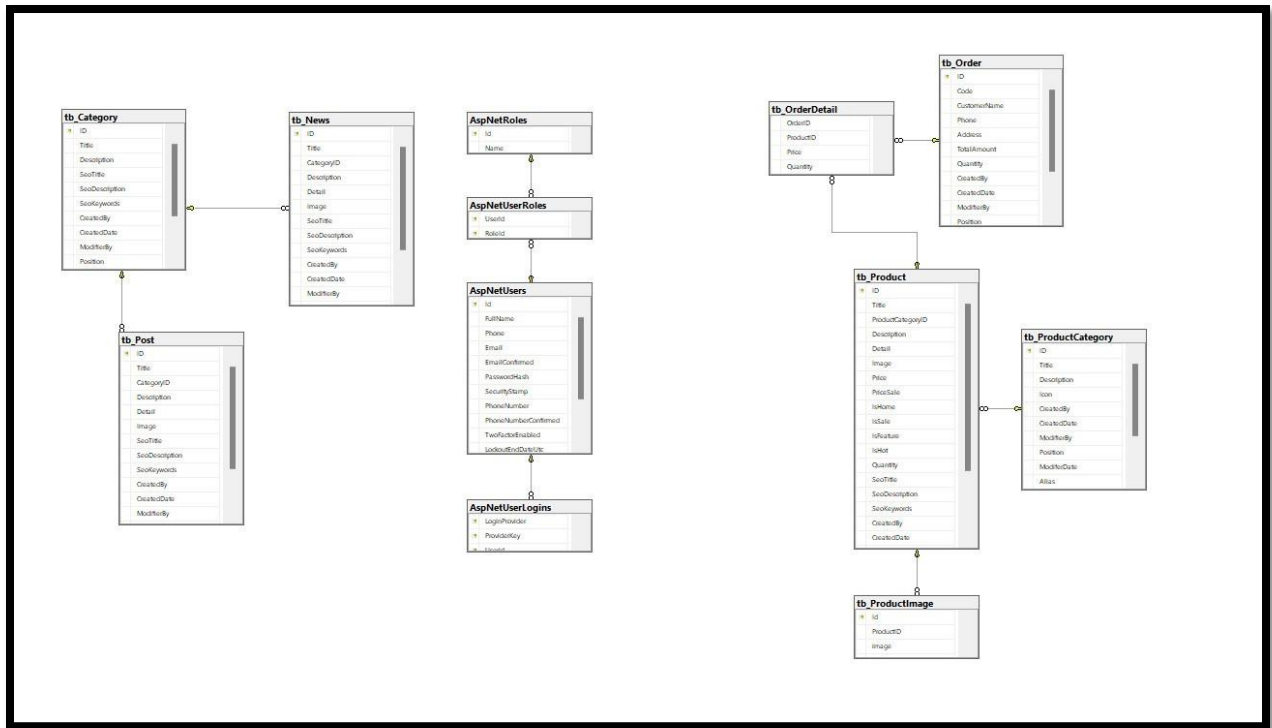 tb_Category
ID
Title
Description
SeoTitle
SeoDescription
SeoKeywords
CreatedBy
CreatedDate
ModifierBy
Position
tb_News
ID
Title
CategoryID
Description
Detail
Image
SeoTitle
SeoDescription
SeoKeywords
CreatedBy
CreatedDate
ModifierBy
tb_Post
ID
Title
CategoryID
Description
Detail
Image
SeoTitle
SeoDescription
SeoKeywords
CreatedBy
CreatedDate
ModifierBy
AspNetRoles
Id
Name
AspNetUserRoles
UserId
RoleId
AspNetUsers
Id
FullName
Phone
Email
EmailConfirmed
PasswordHash
SecurityStamp
PhoneNumber
PhoneNumberConfirmed
TwoFactorEnabled
LockoutEndDateUtc
AspNetUserLogins
LoginProvider
ProviderKey
UserId
tb_OrderDetail
OrderID
ProductID
Price
Quantity
tb_Order
ID
Code
CustomerName
Phone
Address
TotalAmount
Quantity
CreatedBy
CreatedDate
ModifierBy
Position
tb_Product
ID
Title
ProductCategoryID
Description
Detail
Image
Price
PriceSale
IsHome
IsSale
IsFeature
IsHot
Quantity
SeoTitle
SeoDescription
SeoKeywords
CreatedBy
CreatedDate
tb_ProductCategory
ID
Title
Description
Icon
CreatedBy
CreatedDate
ModifierBy
Position
ModifierDate
Alias
tb_ProductImage
Id
ProductID
Image